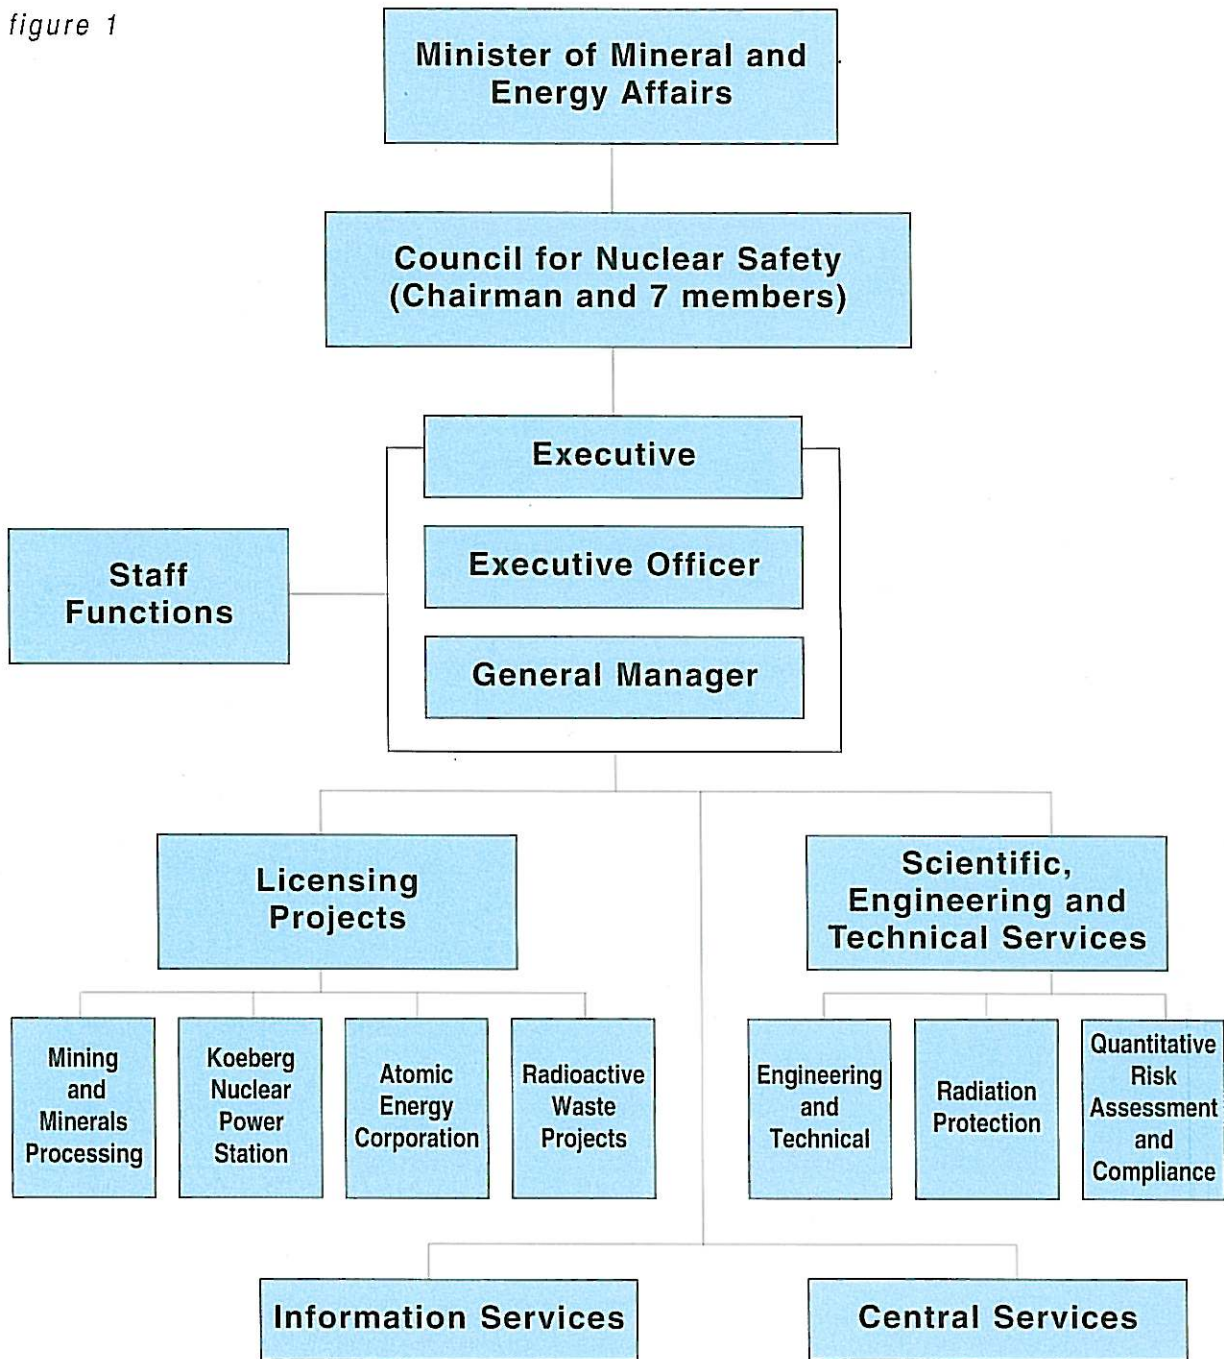 figure 1
Minister of Mineral and
Energy Affairs
Council for Nuclear Safety
(Chairman and 7 members)
Executive
Executive Officer
General Manager
Staff
Functions
Licensing
Projects
Scientific,
Engineering and
Technical Services
Mining
and
Minerals
Processing
Koeberg
Nuclear
Power
Station
Atomic
Energy
Corporation
Radioactive
Waste
Projects
Engineering
and
Technical
Radiation
Protection
Quantitative
Risk
Assessment
and
Compliance
Information Services
Central Services